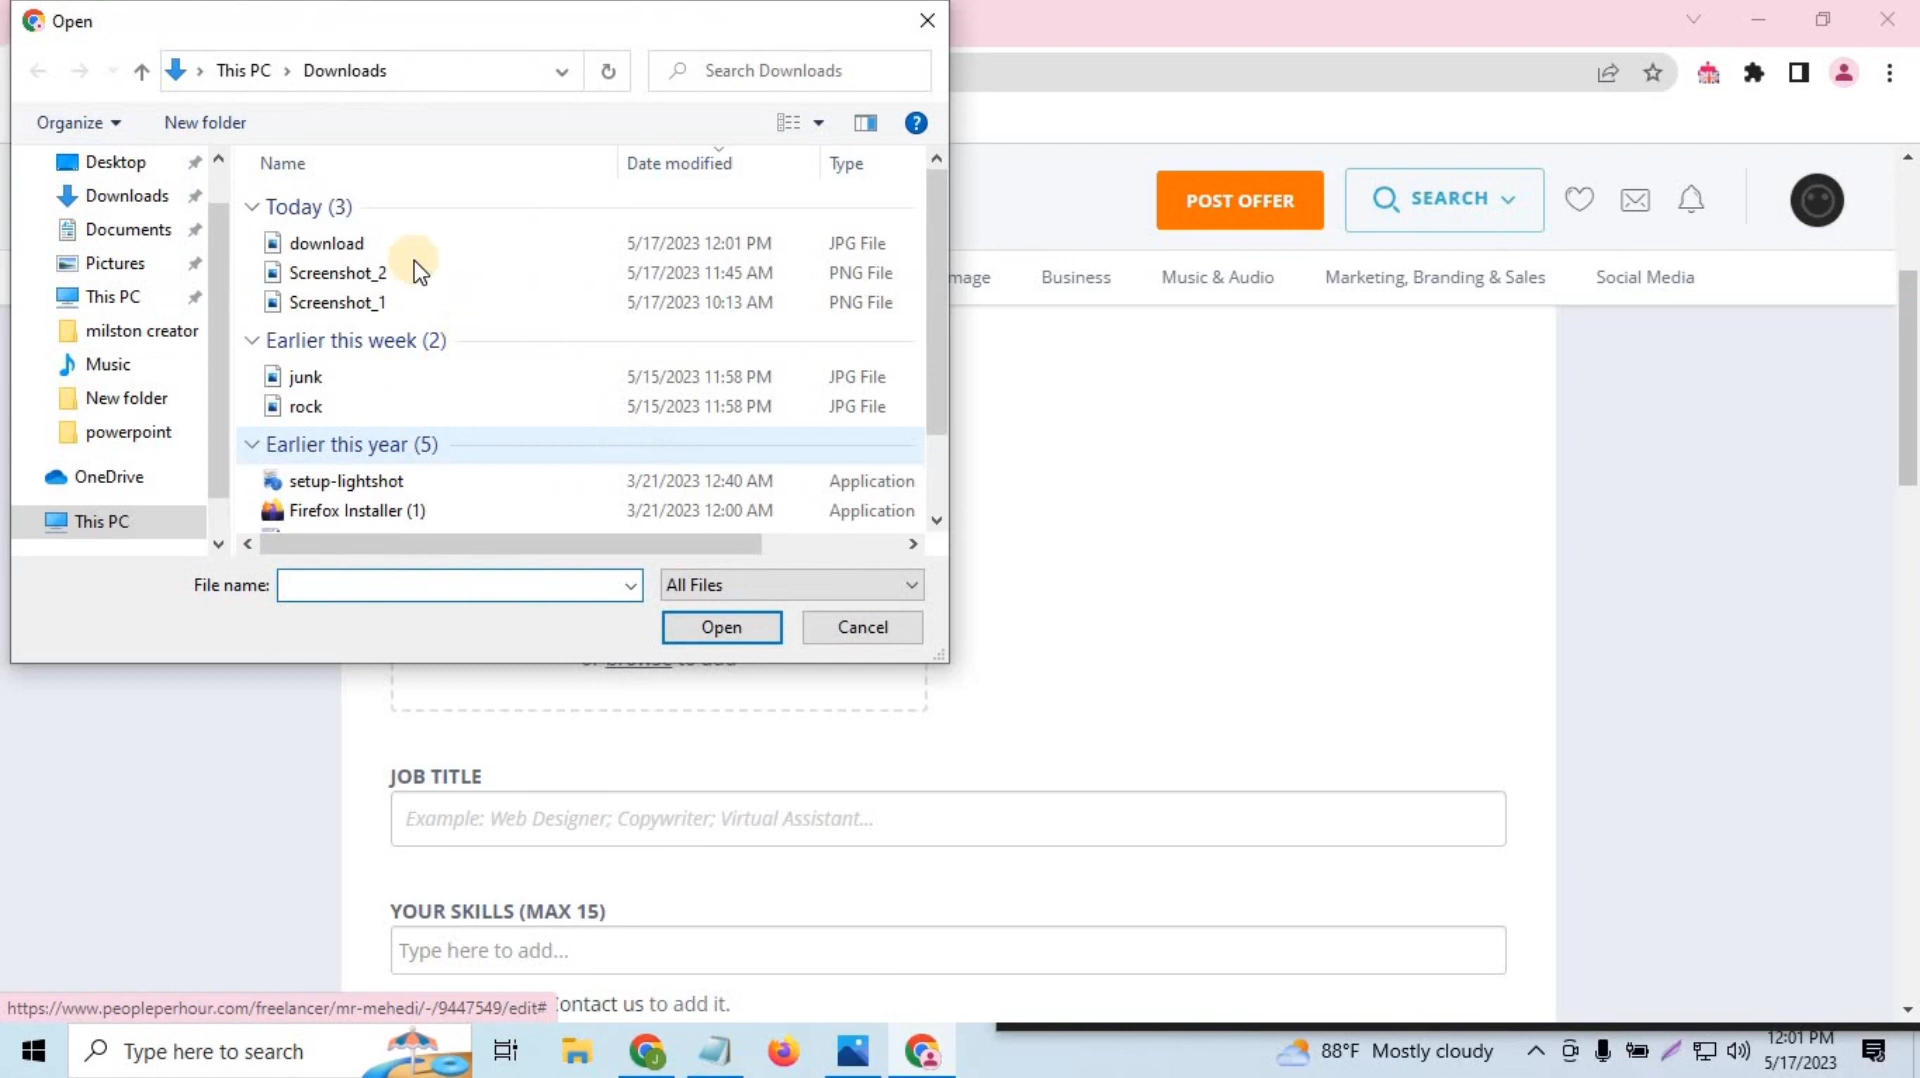 Open
This PC > Downloads
Search Downloads
Organize
New folder
Name
Date modified
Type
Desktop
Downloads
Documents
Pictures
This PC
milston creator
Music
New folder
powerpoint
OneDrive
This PC
Today (3)
download 5/17/2023 12:01 PM JPG File
Screenshot_2 5/17/2023 11:45 AM PNG File
Screenshot_1 5/17/2023 10:13 AM PNG File
Earlier this week (2)
junk 5/15/2023 11:58 PM JPG File
rock 5/15/2023 11:58 PM JPG File
Earlier this year (5)
setup-lightshot 3/21/2023 12:40 AM Application
Firefox Installer (1) 3/21/2023 12:00 AM Application
File name:
All Files
Open
Cancel
POST OFFER
SEARCH
mage
Business
Music & Audio
Marketing, Branding & Sales
Social Media
or browse to add
JOB TITLE
Example: Web Designer; Copywriter; Virtual Assistant...
YOUR SKILLS (MAX 15)
Type here to add...
Contact us to add it.
https://www.peopleperhour.com/freelancer/mr-mehedi/-/9447549/edit#
Type here to search
88°F Mostly cloudy
12:01 PM
5/17/2023